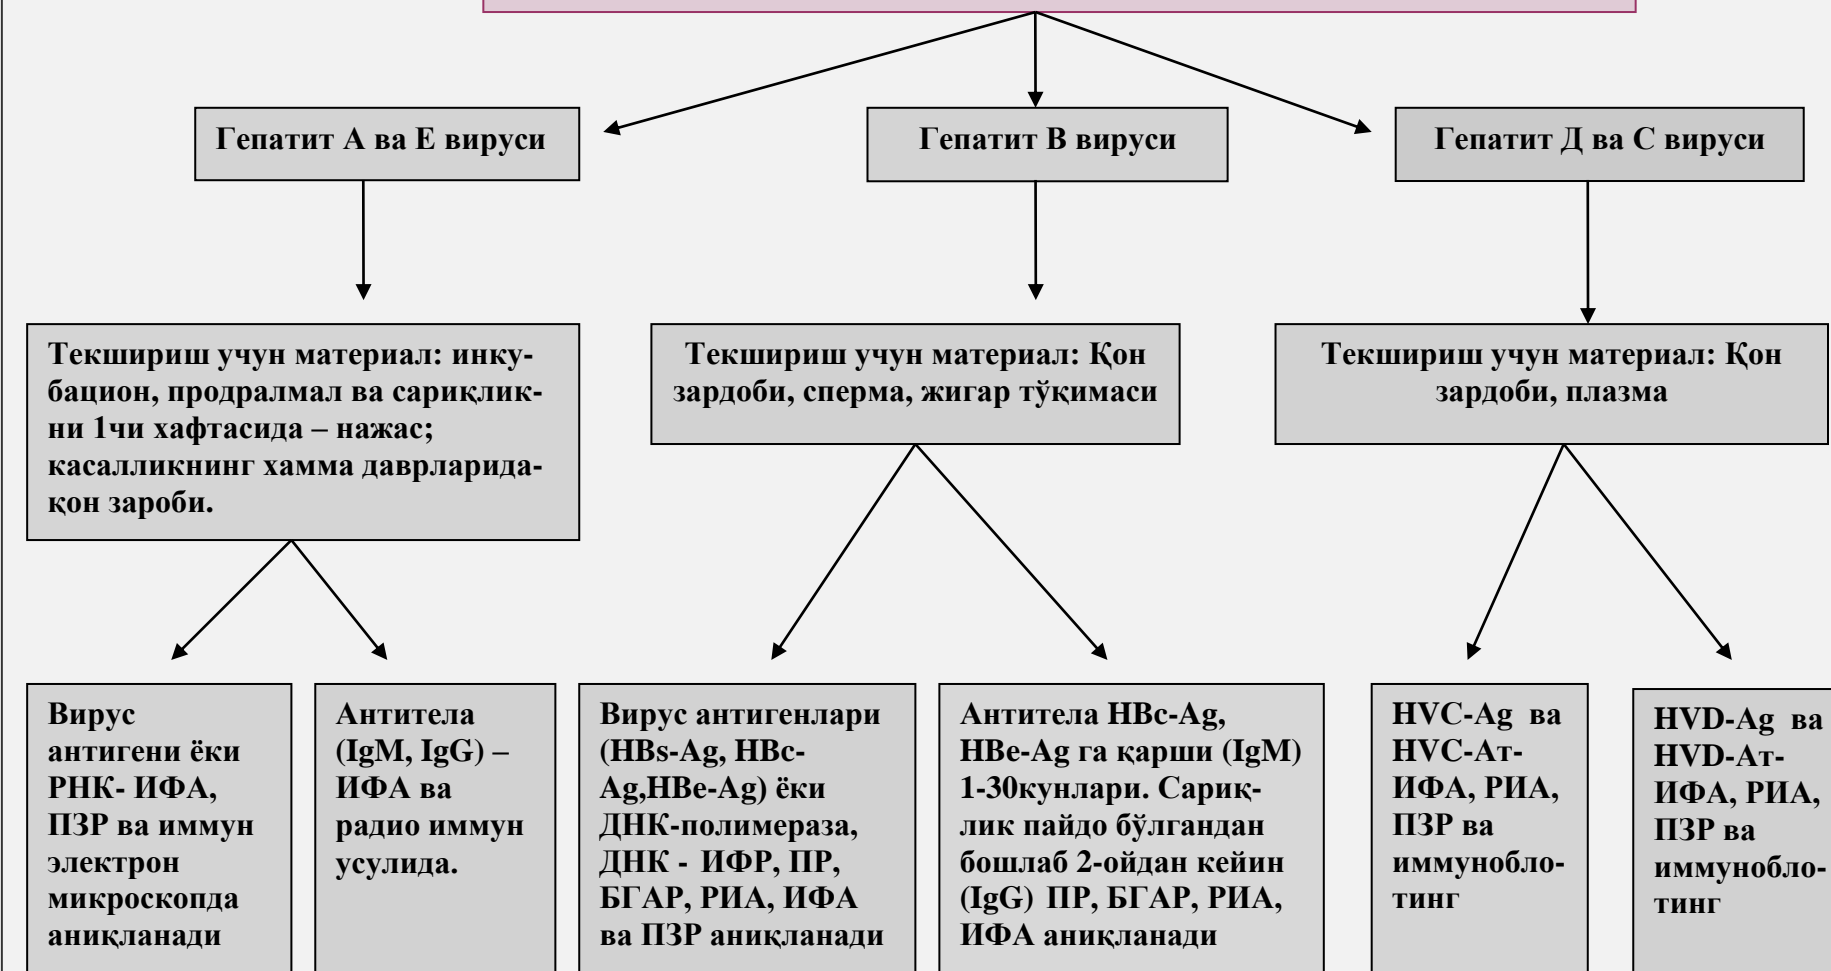 Гепатит А ва Е вируси
Гепатит В вируси
Гепатит Д ва С вируси
Текшириш учун материал: инку-
бацион, продралмал ва сариқлик-
ни 1чи хафтасида – нажас;
касалликнинг хамма даврларида-
қон зароби.
Текшириш учун материал: Қон
зардоби, сперма, жигар тўқимаси
Текшириш учун материал: Қон
зардоби, плазма
Вирус
антигени ёки
РНК- ИФА,
ПЗР ва иммун
электрон
микроскопда
аниқланади
Антитела
(IgM, IgG) –
ИФА ва
радио иммун
усулида.
Вирус антигенлари
(HBs-Ag, HBc-
Ag,HBe-Ag) ёки
ДНК-полимераза,
ДНК - ИФР, ПР,
БГАР, РИА, ИФА
ва ПЗР аниқланади
Антитела HBc-Ag,
HBe-Ag га қарши (IgM)
1-30кунлари. Сариқ-
лик пайдо бўлгандан
бошлаб 2-ойдан кейин
(IgG) ПР, БГАР, РИА,
ИФА аниқланади
HVC-Ag ва
HVC-Ат-
ИФА, РИА,
ПЗР ва
иммунобло-
тинг
HVD-Ag ва
HVD-Ат-
ИФА, РИА,
ПЗР ва
иммунобло-
тинг